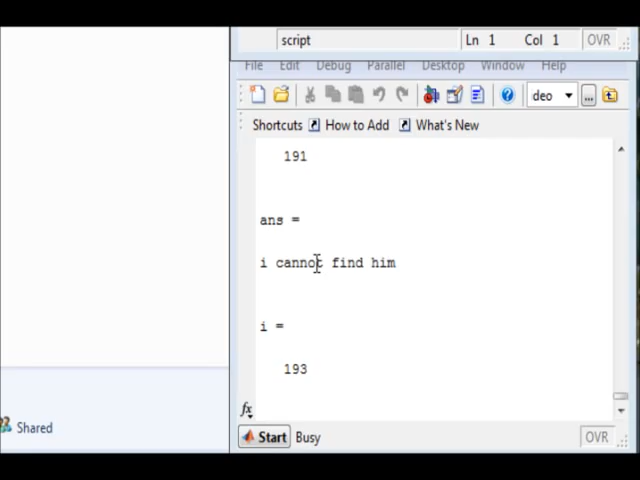 script Ln 1 Col 1 OVR
File Edit Debug Parallel Desktop Window Help
deo ...
Shortcuts How to Add What's New
191
ans =
i cannot find him
i =
193
fx
Shared
Start Busy OVR